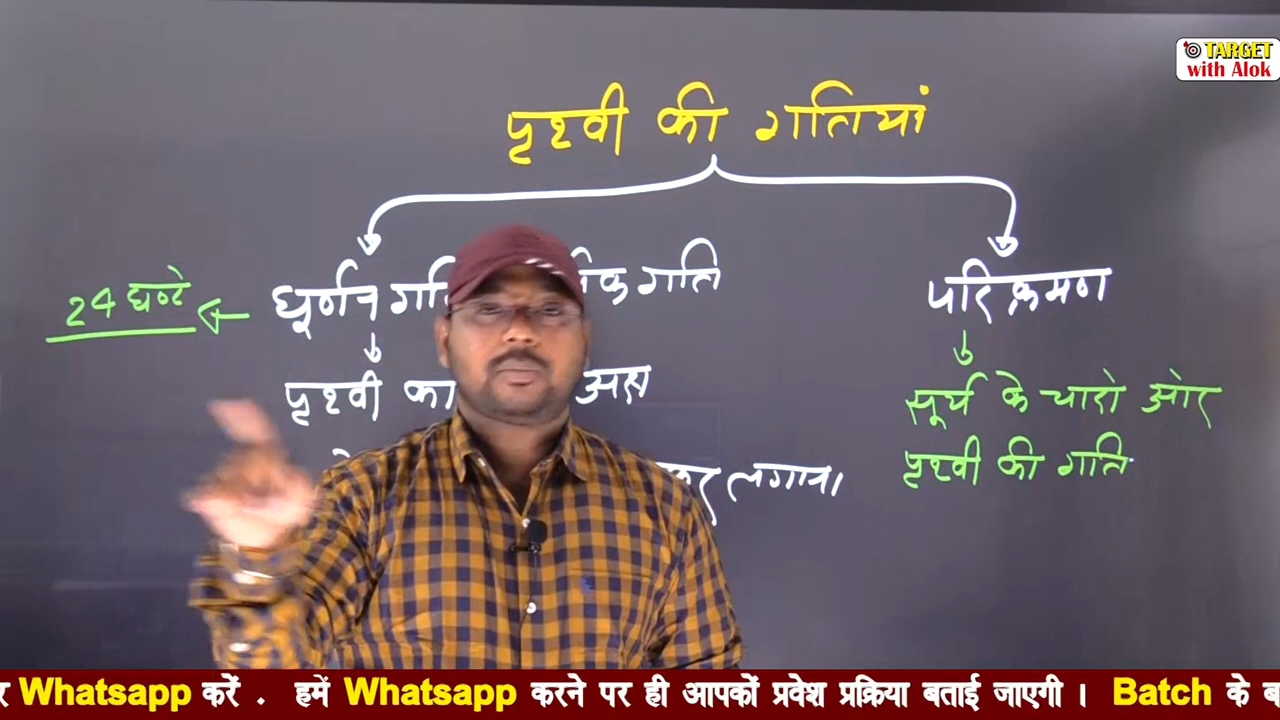 TARGET
with Alok
पृथ्वी की गतियां
24 घण्टे
घूर्णन गति
गति
परिक्रमण
पृथ्वी का
अक्ष
सूर्य के चारो ओर
लगाना
पृथ्वी की गति
Whatsapp करें . हमें Whatsapp करने पर ही आपकों प्रवेश प्रक्रिया बताई जाएगी । Batch के